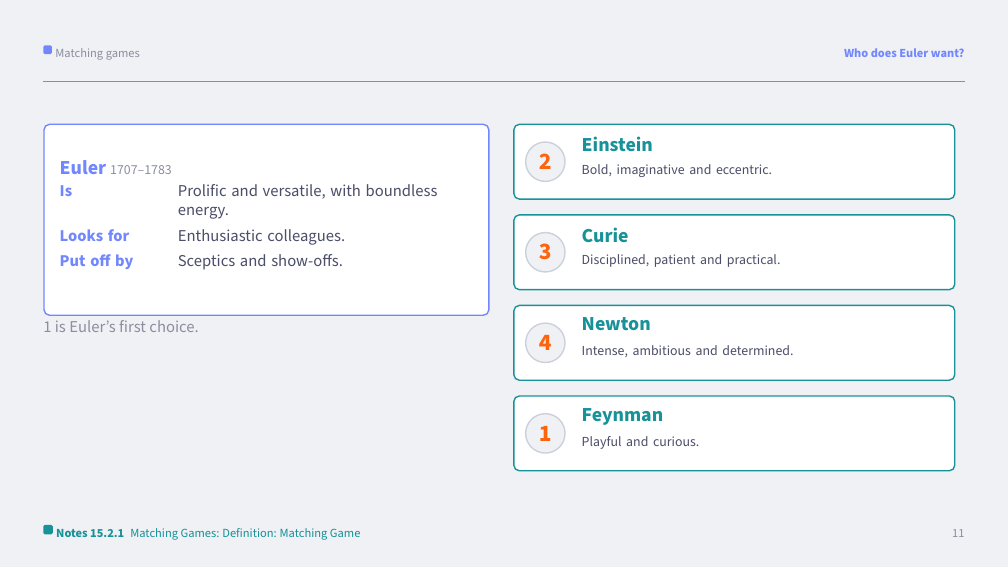 Matching games
Who does Euler want?
Euler 1707–1783
Is Prolific and versatile, with boundless
energy.
Looks for Enthusiastic colleagues.
Put off by Sceptics and show-offs.
1 is Euler’s first choice.
2 Einstein
Bold, imaginative and eccentric.
3 Curie
Disciplined, patient and practical.
4 Newton
Intense, ambitious and determined.
1 Feynman
Playful and curious.
Notes 15.2.1 Matching Games: Definition: Matching Game
11